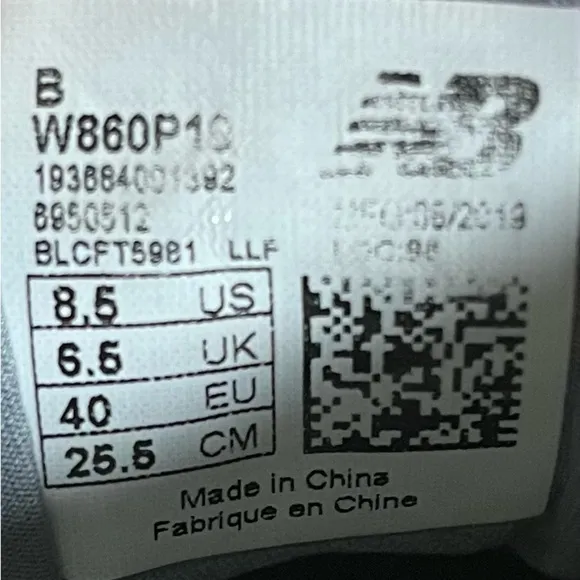 B
193684001392
6950512
BLCFT5981 LLF
8.5 US
6.5 UK
40 EU
25.5 CM
Made in China
Fabrique en Chine